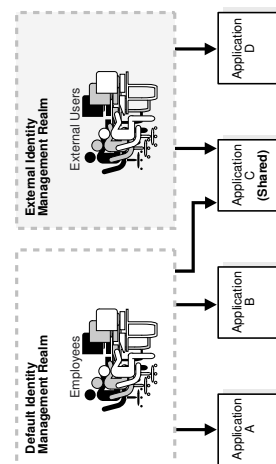 Default Identity
Management Realm
Employees
External Identity
Management Realm
External Users
Application
A
Application
B
Application
C
(Shared)
Application
D